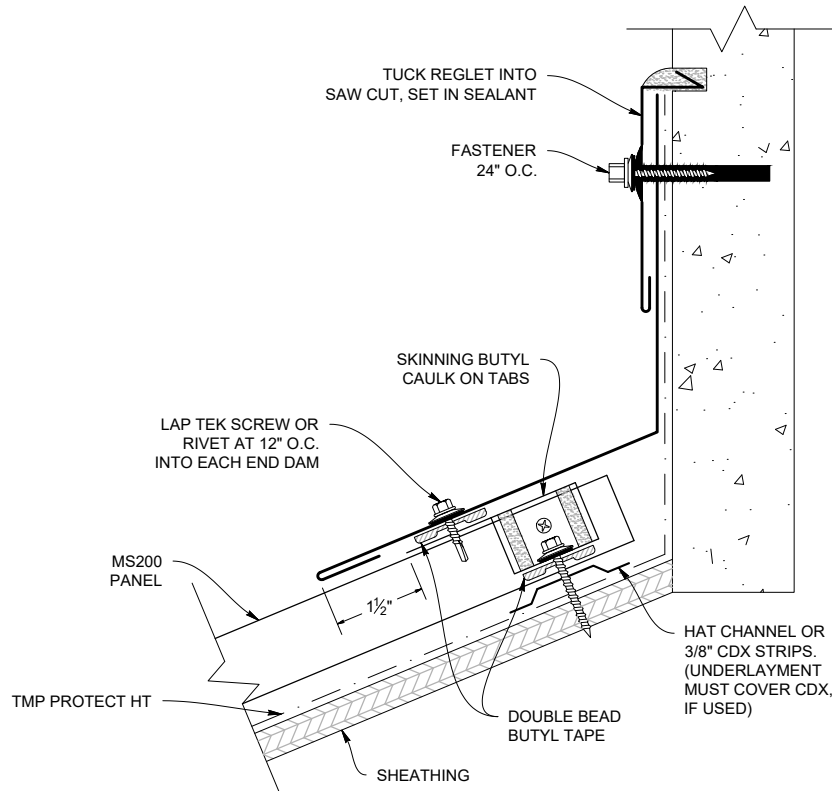 TUCK REGLET INTO
SAW CUT, SET IN SEALANT
FASTENER
24" O.C.
SKINNING BUTYL
CAULK ON TABS
LAP TEK SCREW OR
RIVET AT 12" O.C.
INTO EACH END DAM
MS200
PANEL
1½"
TMP PROTECT HT
HAT CHANNEL OR
3/8" CDX STRIPS.
(UNDERLAYMENT
MUST COVER CDX,
IF USED)
DOUBLE BEAD
BUTYL TAPE
SHEATHING